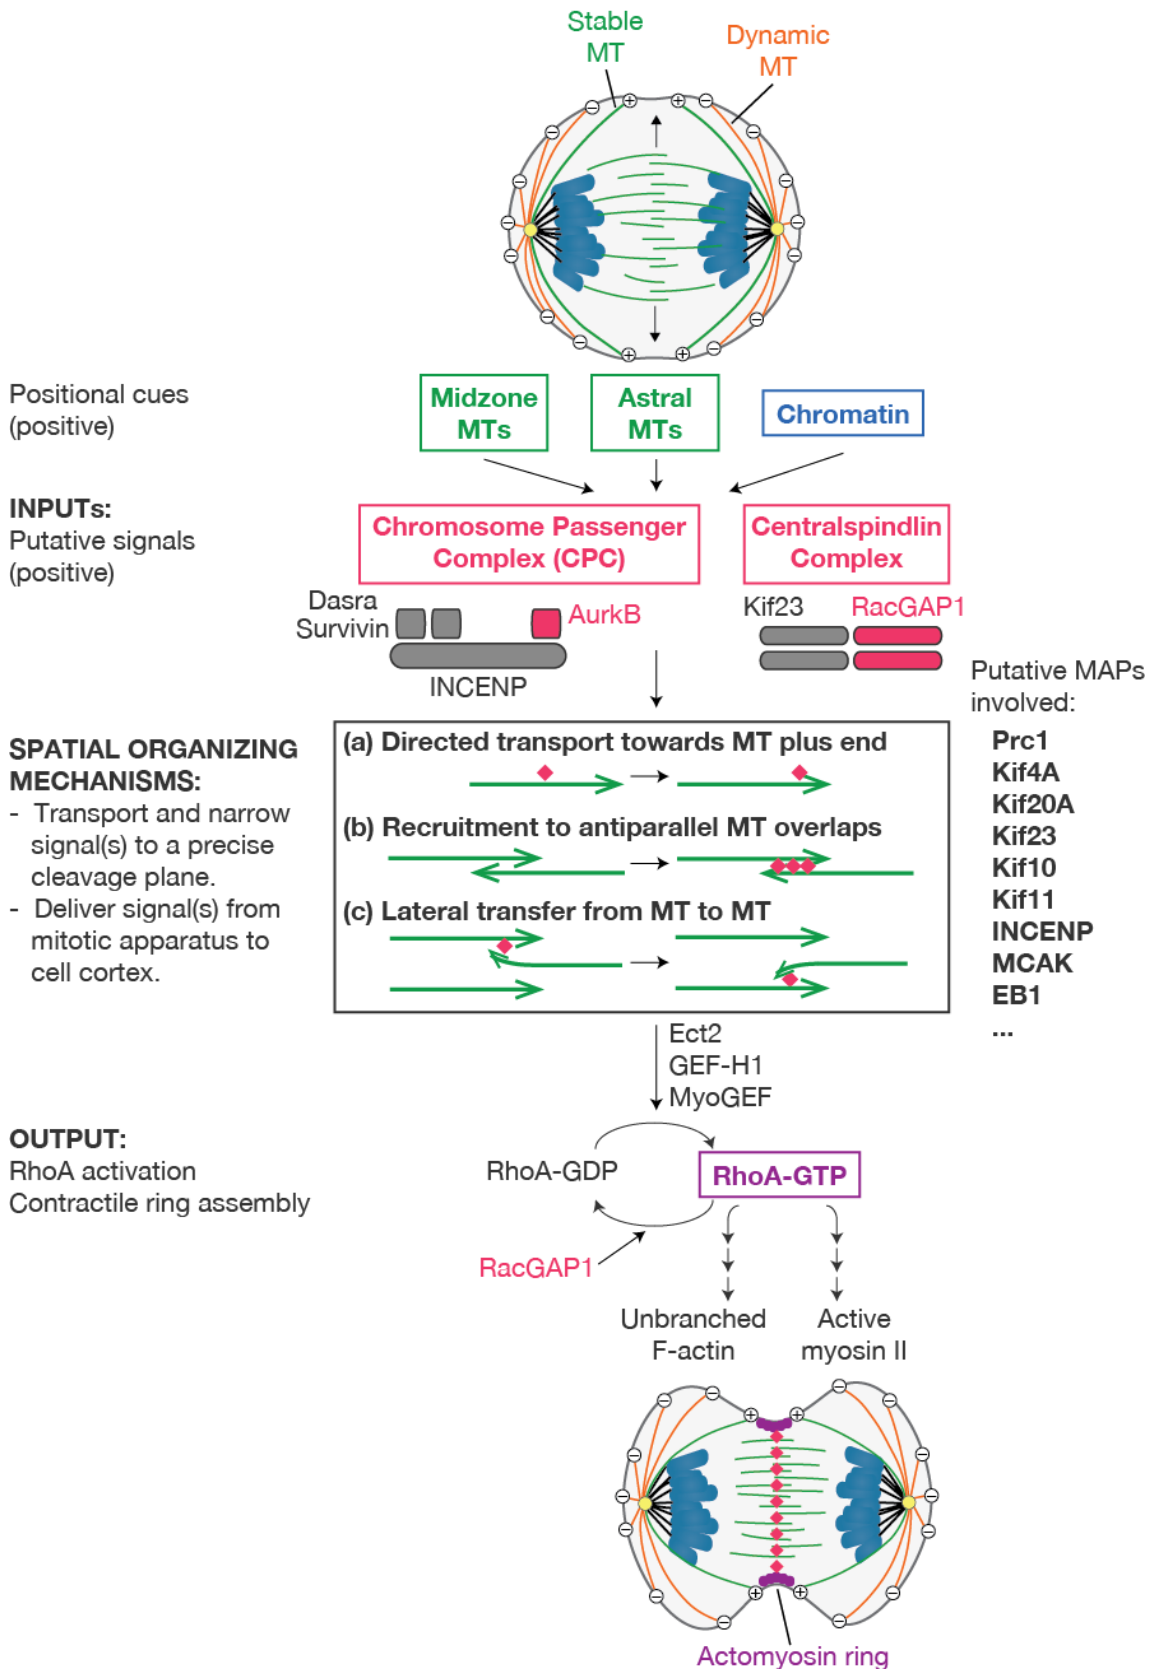 Stable
MT
Dynamic
MT
Positional cues
(positive)
Midzone
MTs
Astral
MTs
Chromatin
INPUTs:
Putative signals
(positive)
Chromosome Passenger
Complex (CPC)
Centralspindlin
Complex
Dasra
Survivin
AurkB
INCENP
Kif23
RacGAP1
Putative MAPs
involved:
Prc1
Kif4A
Kif20A
Kif23
Kif10
Kif11
INCENP
MCAK
EB1
...
SPATIAL ORGANIZING
MECHANISMS:
- Transport and narrow
signal(s) to a precise
cleavage plane.
- Deliver signal(s) from
mitotic apparatus to
cell cortex.
(a) Directed transport towards MT plus end
(b) Recruitment to antiparallel MT overlaps
(c) Lateral transfer from MT to MT
Ect2
GEF-H1
MyoGEF
OUTPUT:
RhoA activation
Contractile ring assembly
RhoA-GDP
RhoA-GTP
RacGAP1
Unbranched
F-actin
Active
myosin II
Actomyosin ring